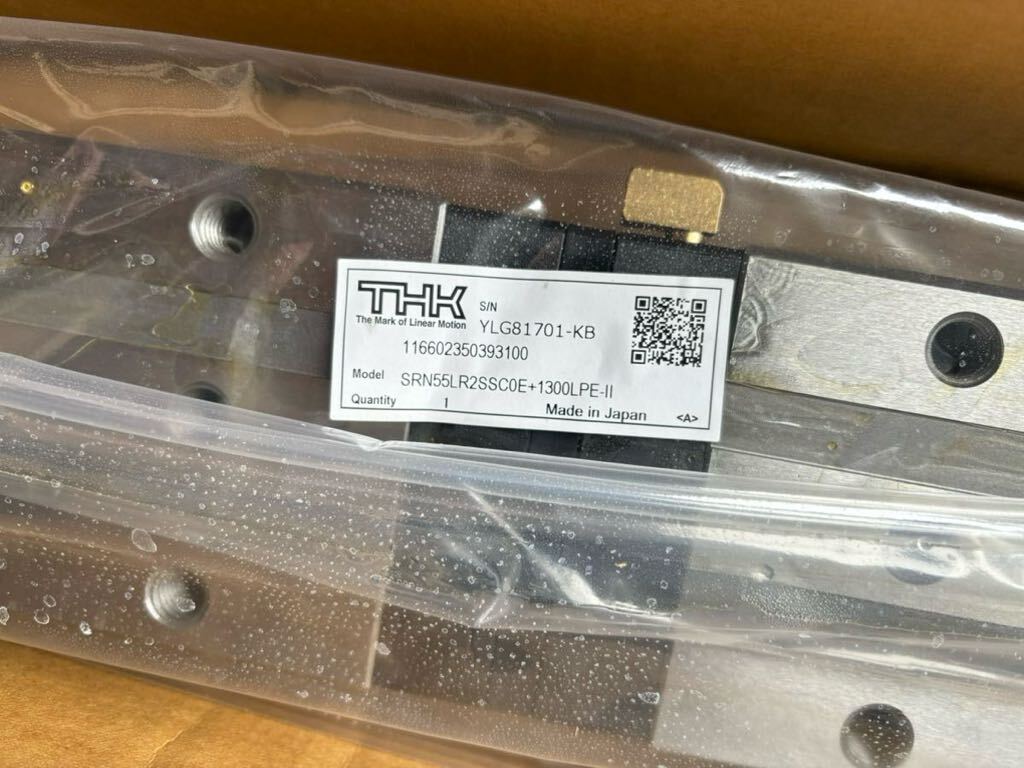 THK
The Mark of Linear Motion
S/N
YLG81701-KB
116602350393100
Model SRN55LR2SSC0E+1300LPE-II
Quantity 1 Made in Japan <A>